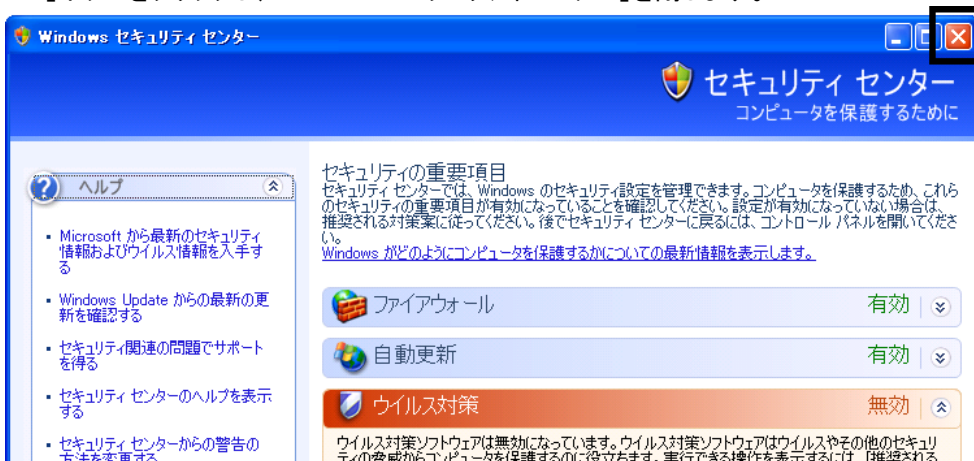 Windows セキュリティ センター
セキュリティ センター
コンピュータを保護するために
ヘルプ
Microsoft から最新のセキュリティ
情報およびウイルス情報を入手す
る
Windows Update からの最新の更
新を確認する
セキュリティ関連の問題でサポート
を得る
セキュリティ センターのヘルプを表示
する
セキュリティ センターからの警告の
方法を変更する
セキュリティの重要項目
セキュリティ センターでは、Windows のセキュリティ設定を管理できます。コンピュータを保護するため、これら
のセキュリティの重要項目が有効になっていることを確認してください。設定が有効になっていない場合は、
推奨される対策案に従ってください。後でセキュリティ センターに戻るには、コントロール パネルを開いてくださ
い。
Windows がどのようにコンピュータを保護するかについての最新情報を表示します。
ファイアウォール 有効
自動更新 有効
ウイルス対策 無効
ウイルス対策ソフトウェアは無効になっています。ウイルス対策ソフトウェアはウイルスやその他のセキュリ
ティの脅威からコンピュータを保護するのに役立ちます。実行できる操作を表示するには、[推奨される